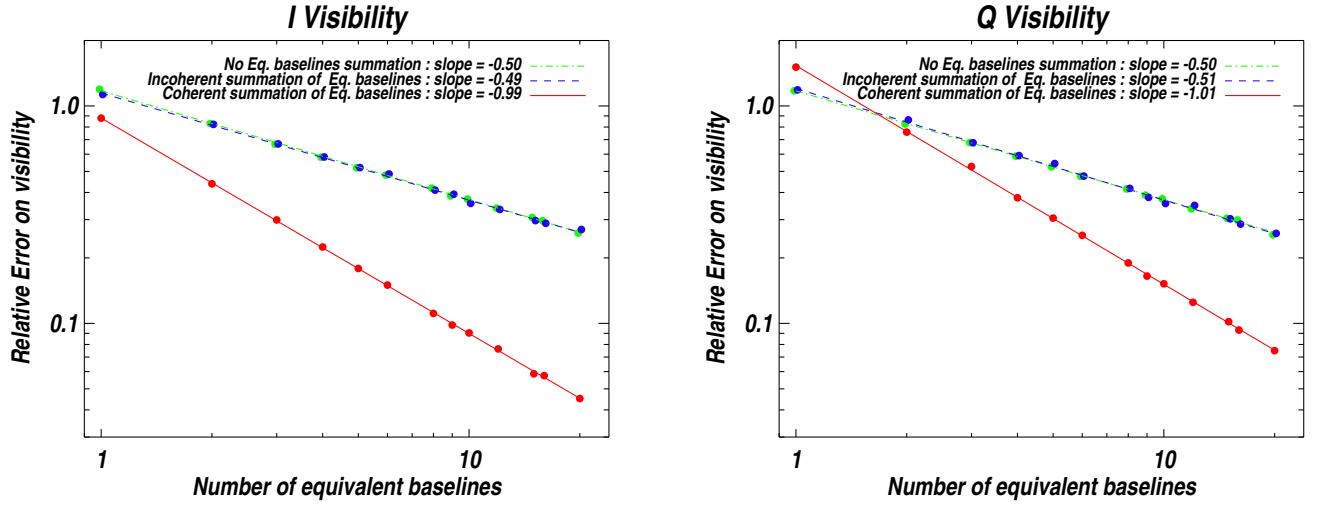 I Visibility
No Eq. baselines summation : slope = -0.50
Incoherent summation of Eq. baselines : slope = -0.49
Coherent summation of Eq. baselines : slope = -0.99
1.0
0.1
Relative Error on visibility
1
10
Number of equivalent baselines
Q Visibility
No Eq. baselines summation : slope = -0.50
Incoherent summation of Eq. baselines : slope = -0.51
Coherent summation of Eq. baselines : slope = -1.01
1.0
0.1
Relative Error on visibility
1
10
Number of equivalent baselines